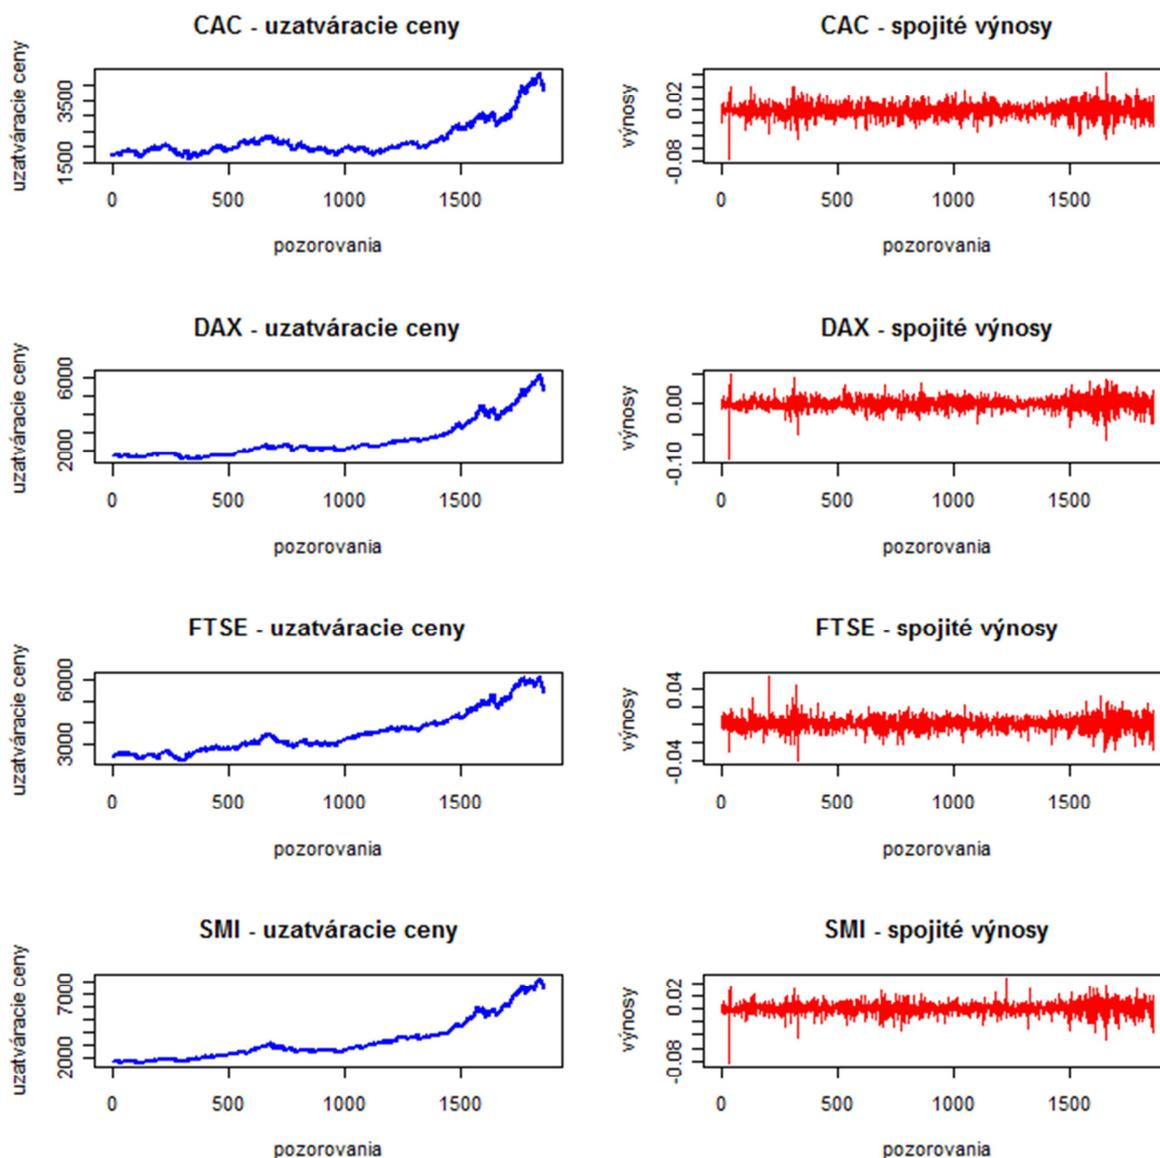 CAC - uzatváracie ceny
uzatváracie ceny
3500
1500
0 500 1000 1500
pozorovania
CAC - spojité výnosy
výnosy
0.02
-0.08
0 500 1000 1500
pozorovania
DAX - uzatváracie ceny
uzatváracie ceny
6000
2000
0 500 1000 1500
pozorovania
DAX - spojité výnosy
výnosy
0.00
-0.10
0 500 1000 1500
pozorovania
FTSE - uzatváracie ceny
uzatváracie ceny
6000
3000
0 500 1000 1500
pozorovania
FTSE - spojité výnosy
výnosy
0.04
-0.04
0 500 1000 1500
pozorovania
SMI - uzatváracie ceny
uzatváracie ceny
7000
2000
0 500 1000 1500
pozorovania
SMI - spojité výnosy
výnosy
0.02
-0.08
0 500 1000 1500
pozorovania